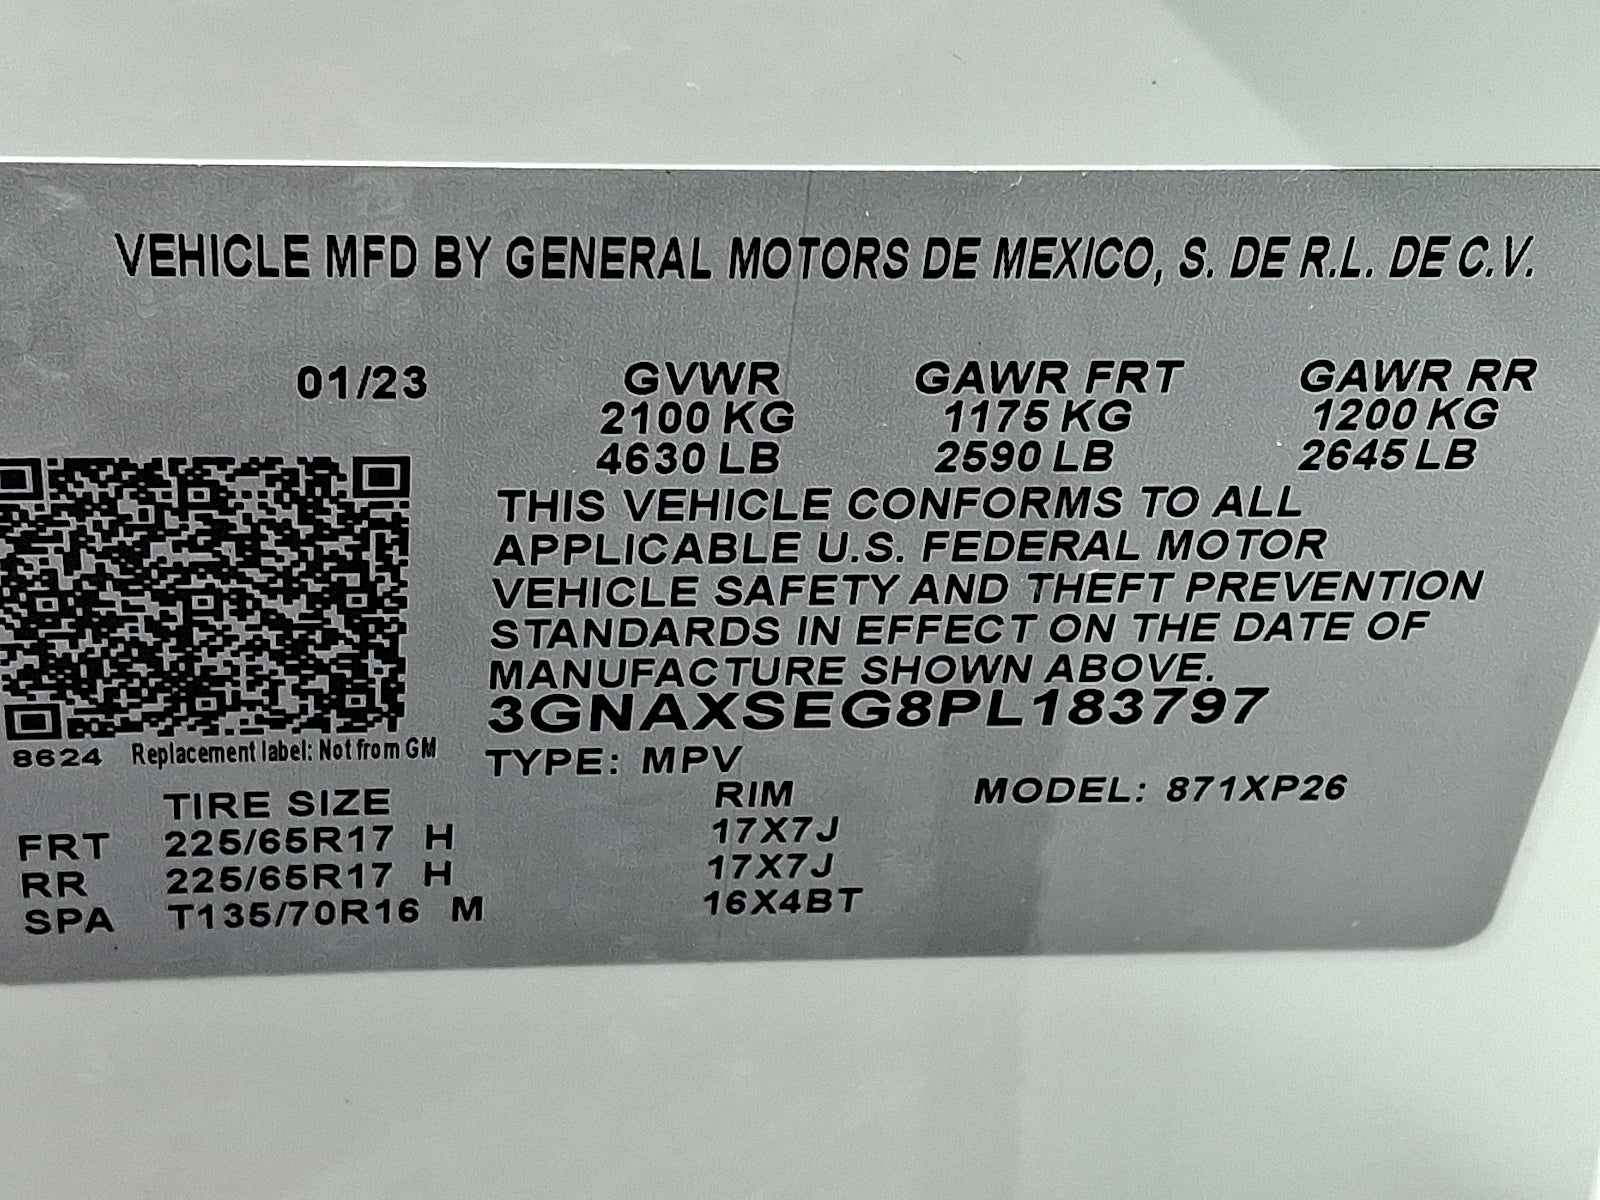 VEHICLE MFD BY GENERAL MOTORS DE MEXICO, S. DE R.L. DE C.V.
01/23 GVWR GAWR FRT GAWR RR
2100 KG 1175 KG 1200 KG
4630 LB 2590 LB 2645 LB
THIS VEHICLE CONFORMS TO ALL
APPLICABLE U.S. FEDERAL MOTOR
VEHICLE SAFETY AND THEFT PREVENTION
STANDARDS IN EFFECT ON THE DATE OF
MANUFACTURE SHOWN ABOVE.
3GNAXSEG8PL183797
8624 Replacement label: Not from GM
TYPE: MPV
TIRE SIZE RIM MODEL: 871XP26
FRT 225/65R17 H 17X7J
RR 225/65R17 H 17X7J
SPA T135/70R16 M 16X4BT